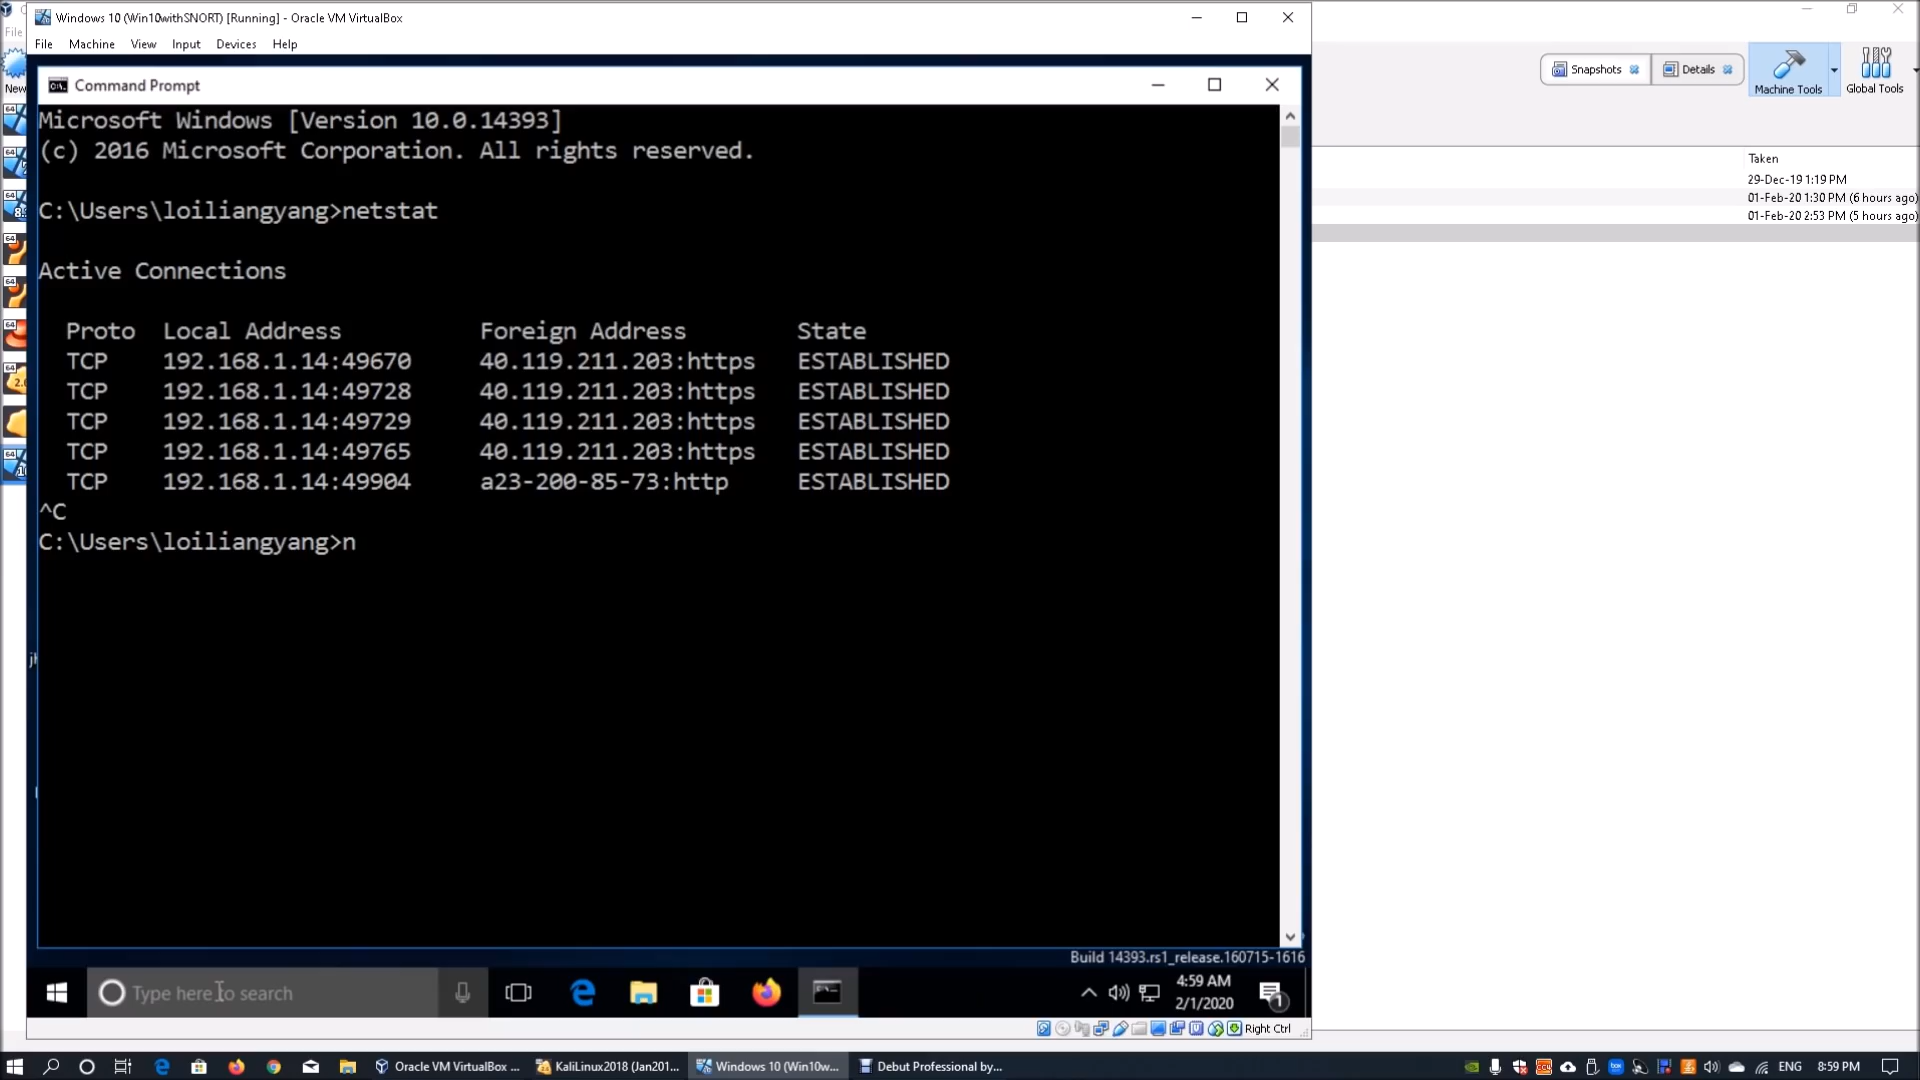 Windows 10 (Win10withSNORT) [Running] - Oracle VM VirtualBox
File Machine View Input Devices Help
File
New
Snapshots
Details
Machine Tools
Global Tools
Command Prompt
Microsoft Windows [Version 10.0.14393]
(c) 2016 Microsoft Corporation. All rights reserved.
C:\Users\loiliangyang>netstat
Active Connections
Proto Local Address Foreign Address State
TCP 192.168.1.14:49670 40.119.211.203:https ESTABLISHED
TCP 192.168.1.14:49728 40.119.211.203:https ESTABLISHED
TCP 192.168.1.14:49729 40.119.211.203:https ESTABLISHED
TCP 192.168.1.14:49765 40.119.211.203:https ESTABLISHED
TCP 192.168.1.14:49904 a23-200-85-73:http ESTABLISHED
^C
C:\Users\loiliangyang>n
Taken
29-Dec-19 1:19 PM
01-Feb-20 1:30 PM (6 hours ago)
01-Feb-20 2:53 PM (5 hours ago)
Build 14393.rs1_release.160715-1616
Type here to search
4:59 AM
2/1/2020
1
Right Ctrl
Oracle VM VirtualBox ...
KaliLinux2018 (Jan201...
Windows 10 (Win10w...
Debut Professional by...
ENG
8:59 PM